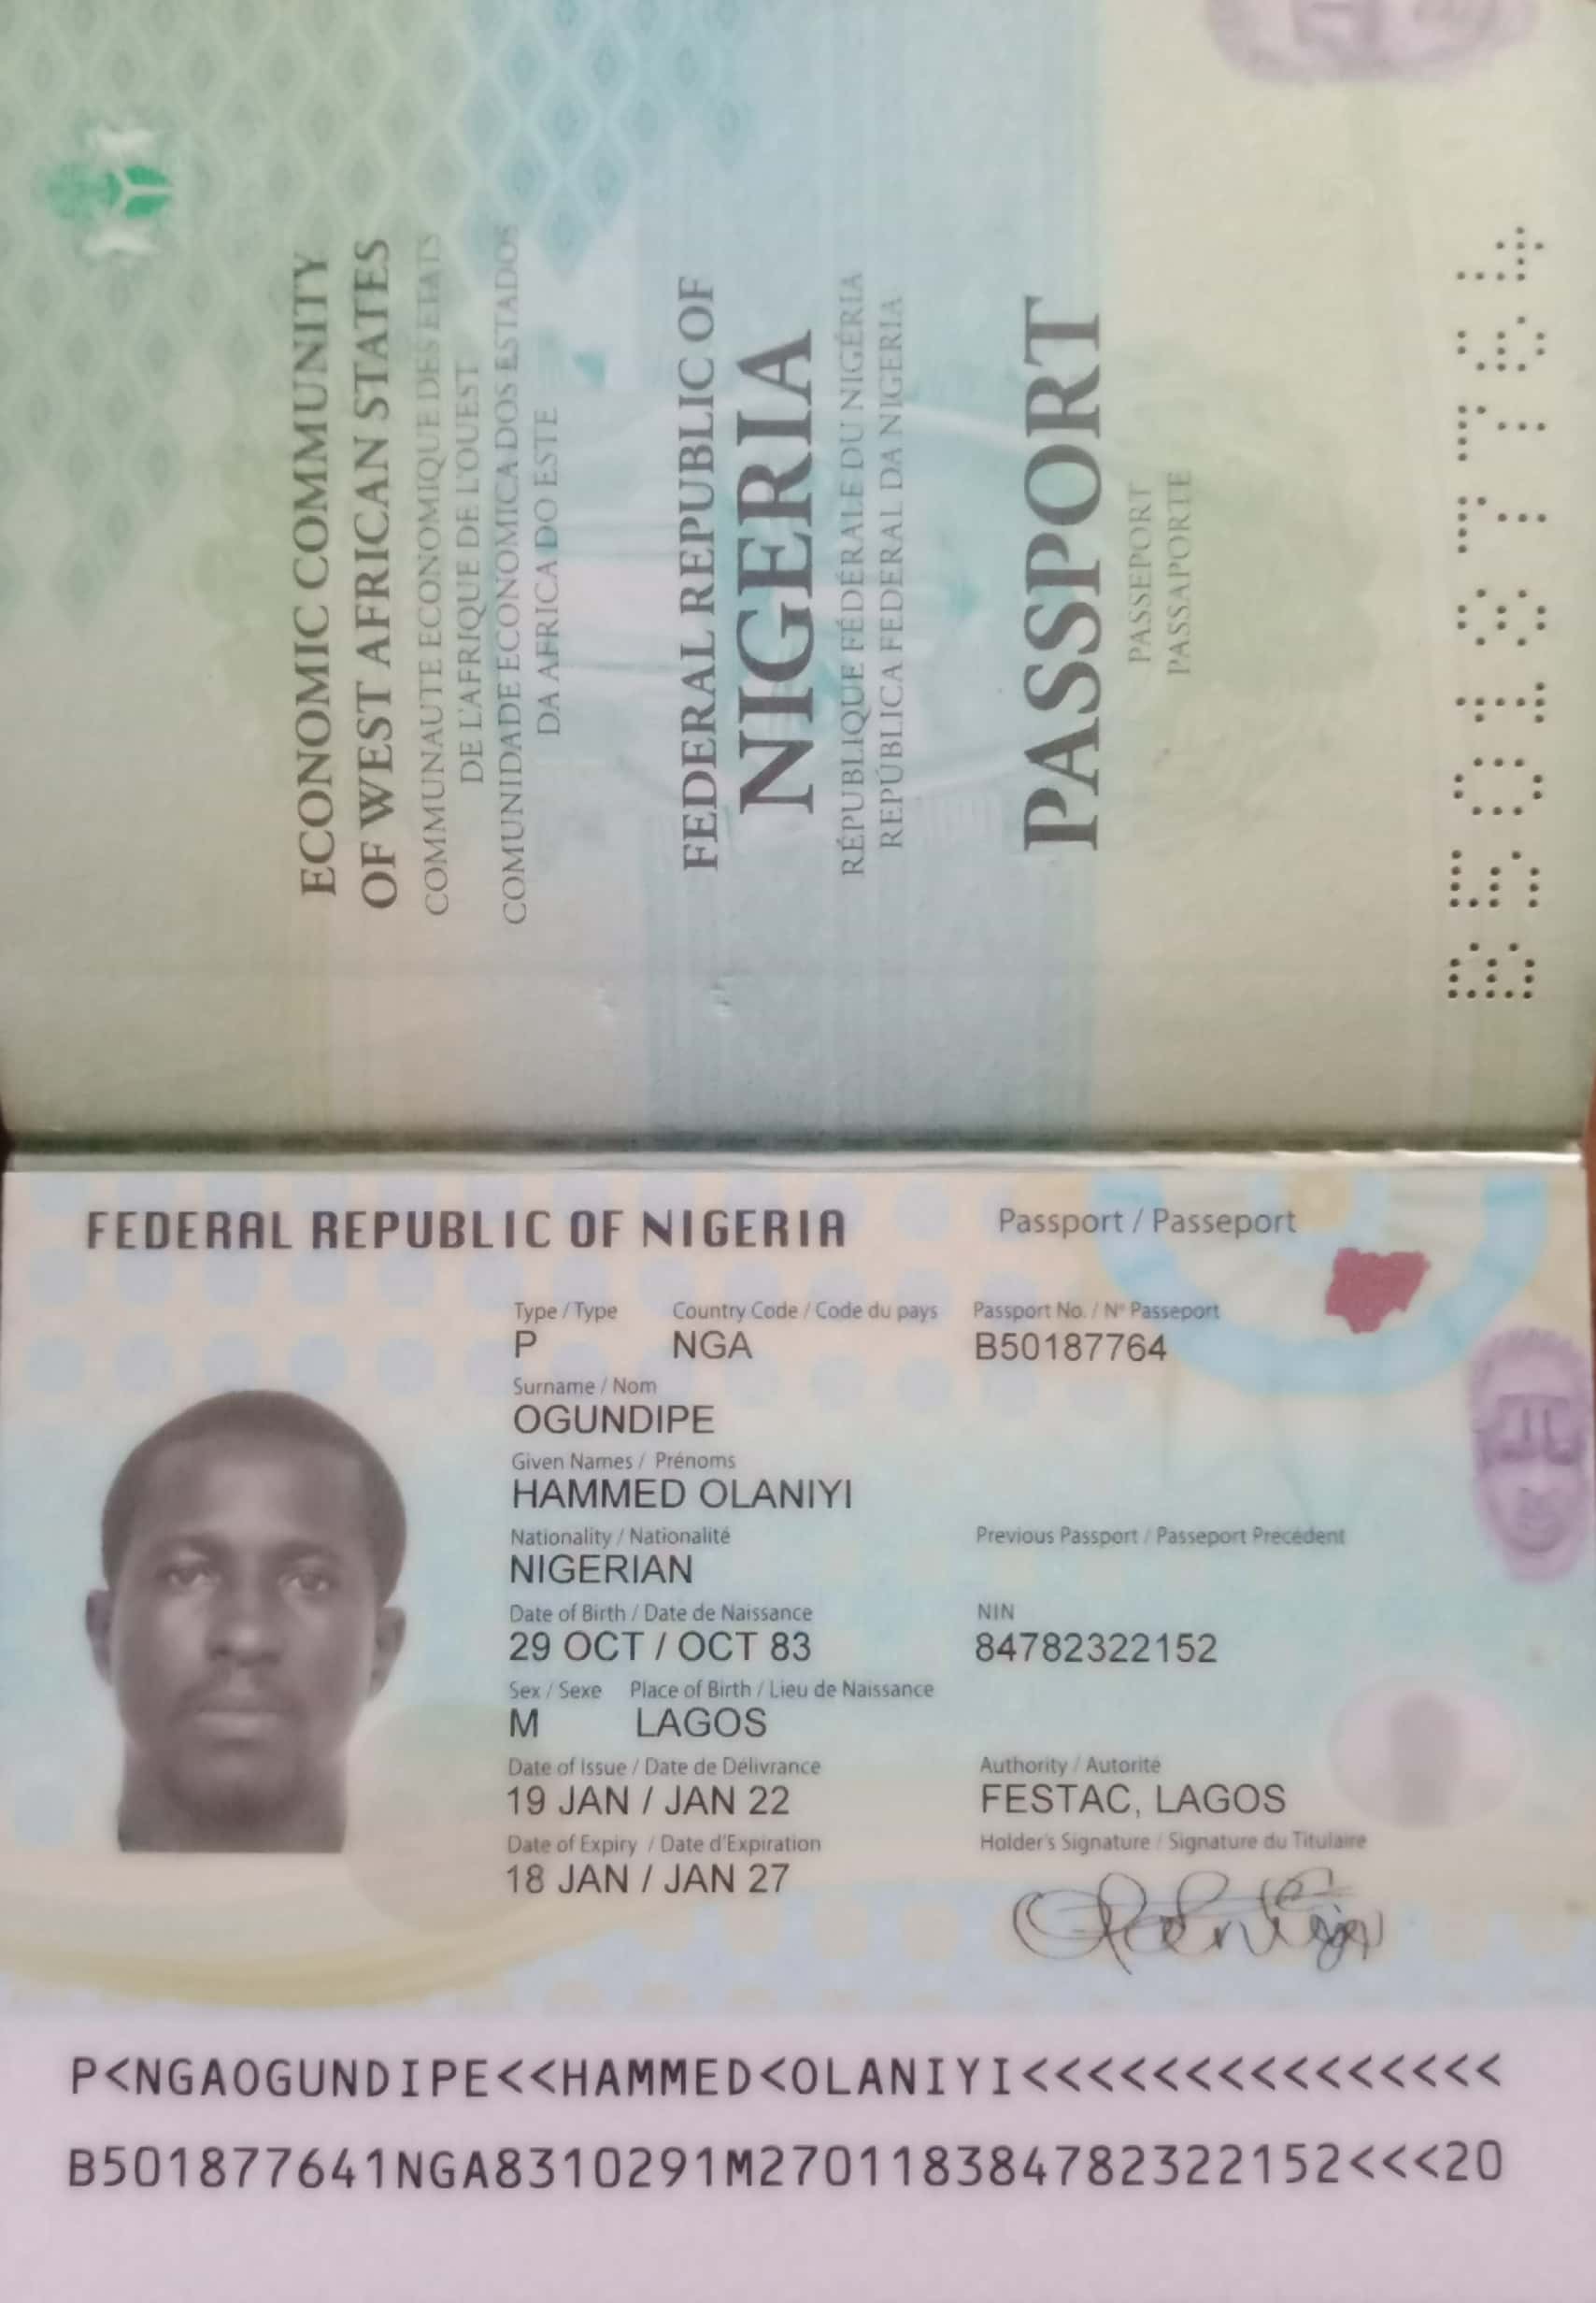 ECONOMIC COMMUNITY
OF WEST AFRICAN STATES
COMMUNAUTE ECONOMIQUE DES ETATS
DE L'AFRIQUE DE L'OUEST
COMUNIDADE ECONOMICA DOS ESTADOS
DA AFRICA DO ESTE
FEDERAL REPUBLIC OF
NIGERIA
RÉPUBLIQUE FÉDÉRALE DU NIGÉRIA
REPÚBLICA FEDERAL DA NIGERIA
PASSPORT
PASSEPORT
PASSAPORTE
B50187764
FEDERAL REPUBLIC OF NIGERIA
Passport / Passeport
Type / Type Country Code / Code du pays Passport No. / Nº Passeport
P NGA B50187764
Surname / Nom
OGUNDIPE
Given Names / Prénoms
HAMMED OLANIYI
Nationality / Nationalité Previous Passport / Passeport Précédent
NIGERIAN
Date of Birth / Date de Naissance NIN
29 OCT / OCT 83 84782322152
Sex / Sexe Place of Birth / Lieu de Naissance
M LAGOS
Date of Issue / Date de Délivrance Authority / Autorité
19 JAN / JAN 22 FESTAC, LAGOS
Date of Expiry / Date d'Expiration Holder's Signature / Signature du Titulaire
18 JAN / JAN 27
P<NGAOGUNDIPE<<HAMMED<OLANIYI<<<<<<<<<<<<<<<
B501877641NGA8310291M270118384782322152<<<20